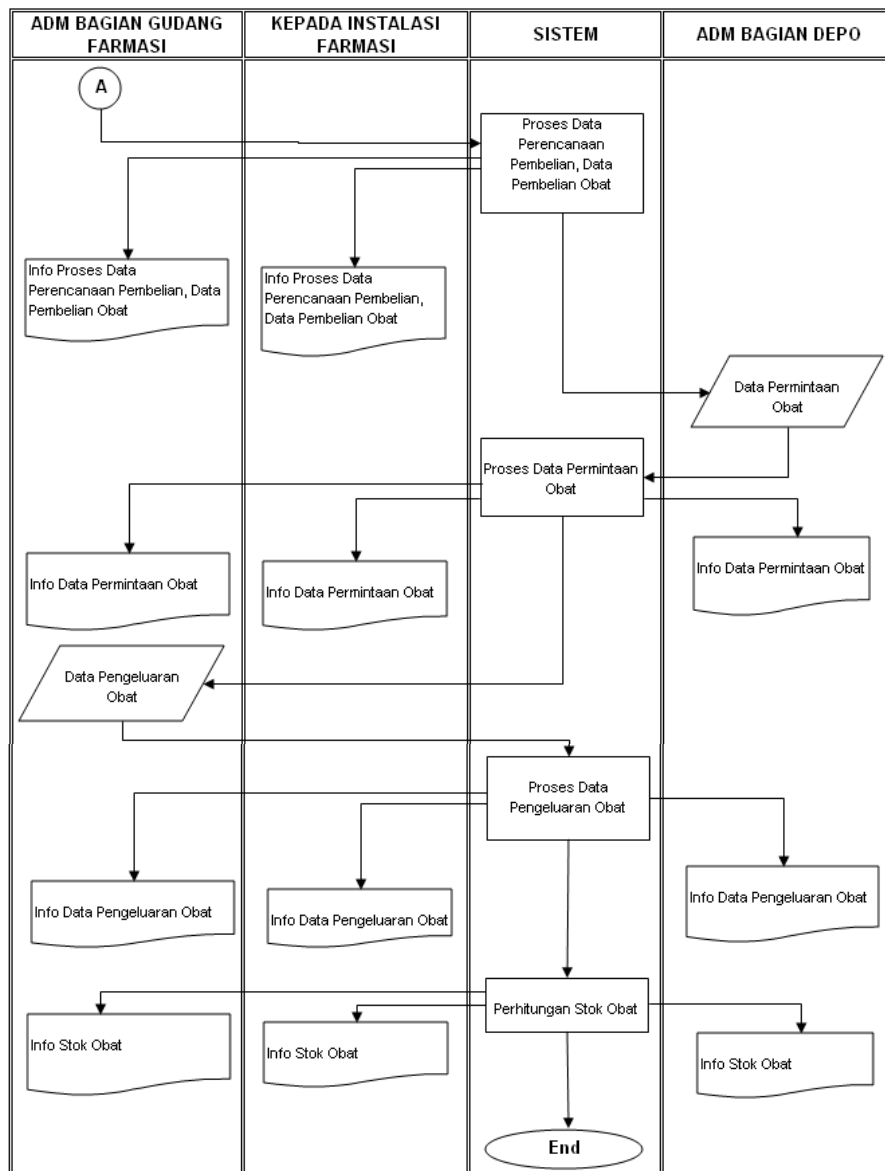 ADM BAGIAN GUDANG
FARMASI
KEPADA INSTALASI
FARMASI
SISTEM
ADM BAGIAN DEPO
A
Proses Data
Perencanaan
Pembelian, Data
Pembelian Obat
Info Proses Data
Perencanaan Pembelian, Data
Pembelian Obat
Info Proses Data
Perencanaan Pembelian,
Data Pembelian Obat
Data Permintaan
Obat
Proses Data Permintaan
Obat
Info Data Permintaan Obat
Info Data Permintaan Obat
Info Data Permintaan Obat
Data Pengeluaran
Obat
Proses Data
Pengeluaran Obat
Info Data Pengeluaran Obat
Info Data Pengeluaran Obat
Info Data Pengeluaran Obat
Perhitungan Stok Obat
Info Stok Obat
Info Stok Obat
Info Stok Obat
End